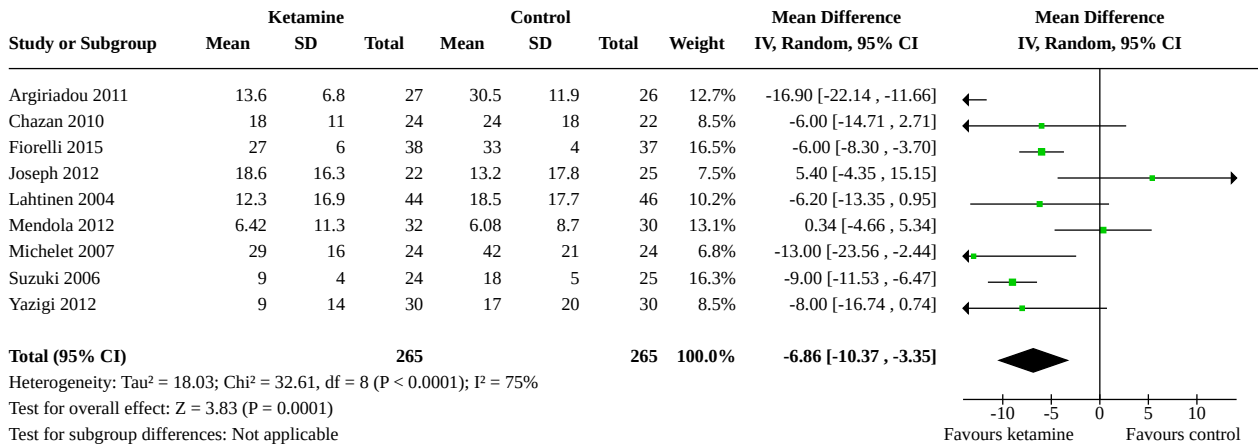 Ketamine Control Mean Difference Mean Difference
Study or Subgroup Mean SD Total Mean SD Total Weight IV, Random, 95% CI IV, Random, 95% CI
Argiriadou 2011 13.6 6.8 27 30.5 11.9 26 12.7% -16.90 [-22.14 , -11.66]
Chazan 2010 18 11 24 24 18 22 8.5% -6.00 [-14.71 , 2.71]
Fiorelli 2015 27 6 38 33 4 37 16.5% -6.00 [-8.30 , -3.70]
Joseph 2012 18.6 16.3 22 13.2 17.8 25 7.5% 5.40 [-4.35 , 15.15]
Lahtinen 2004 12.3 16.9 44 18.5 17.7 46 10.2% -6.20 [-13.35 , 0.95]
Mendola 2012 6.42 11.3 32 6.08 8.7 30 13.1% 0.34 [-4.66 , 5.34]
Michelet 2007 29 16 24 42 21 24 6.8% -13.00 [-23.56 , -2.44]
Suzuki 2006 9 4 24 18 5 25 16.3% -9.00 [-11.53 , -6.47]
Yazigi 2012 9 14 30 17 20 30 8.5% -8.00 [-16.74 , 0.74]
Total (95% CI) 265 265 100.0% -6.86 [-10.37 , -3.35]
Heterogeneity: Tau² = 18.03; Chi² = 32.61, df = 8 (P < 0.0001); I² = 75%
Test for overall effect: Z = 3.83 (P = 0.0001)
Test for subgroup differences: Not applicable
-10 -5 0 5 10
Favours ketamine Favours control